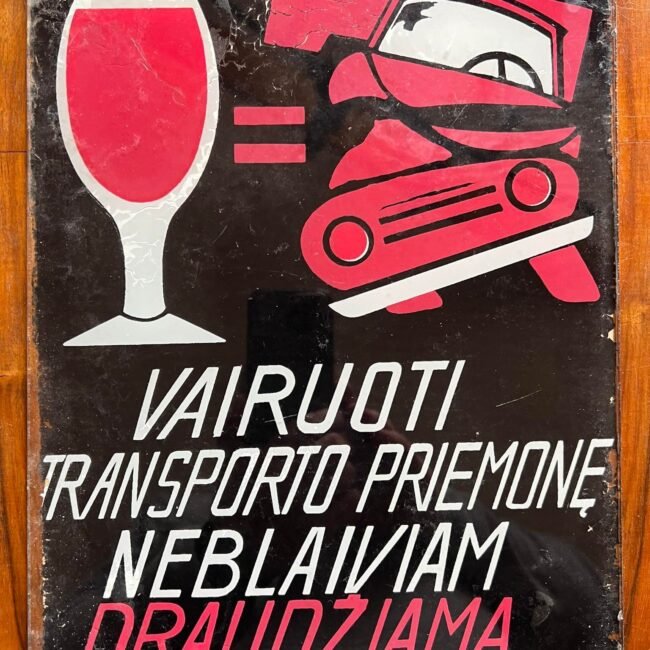 =
VAIRUOTI
TRANSPORTO PRIEMONĘ
NEBLAIVIAM
DRAUDŽIAMA